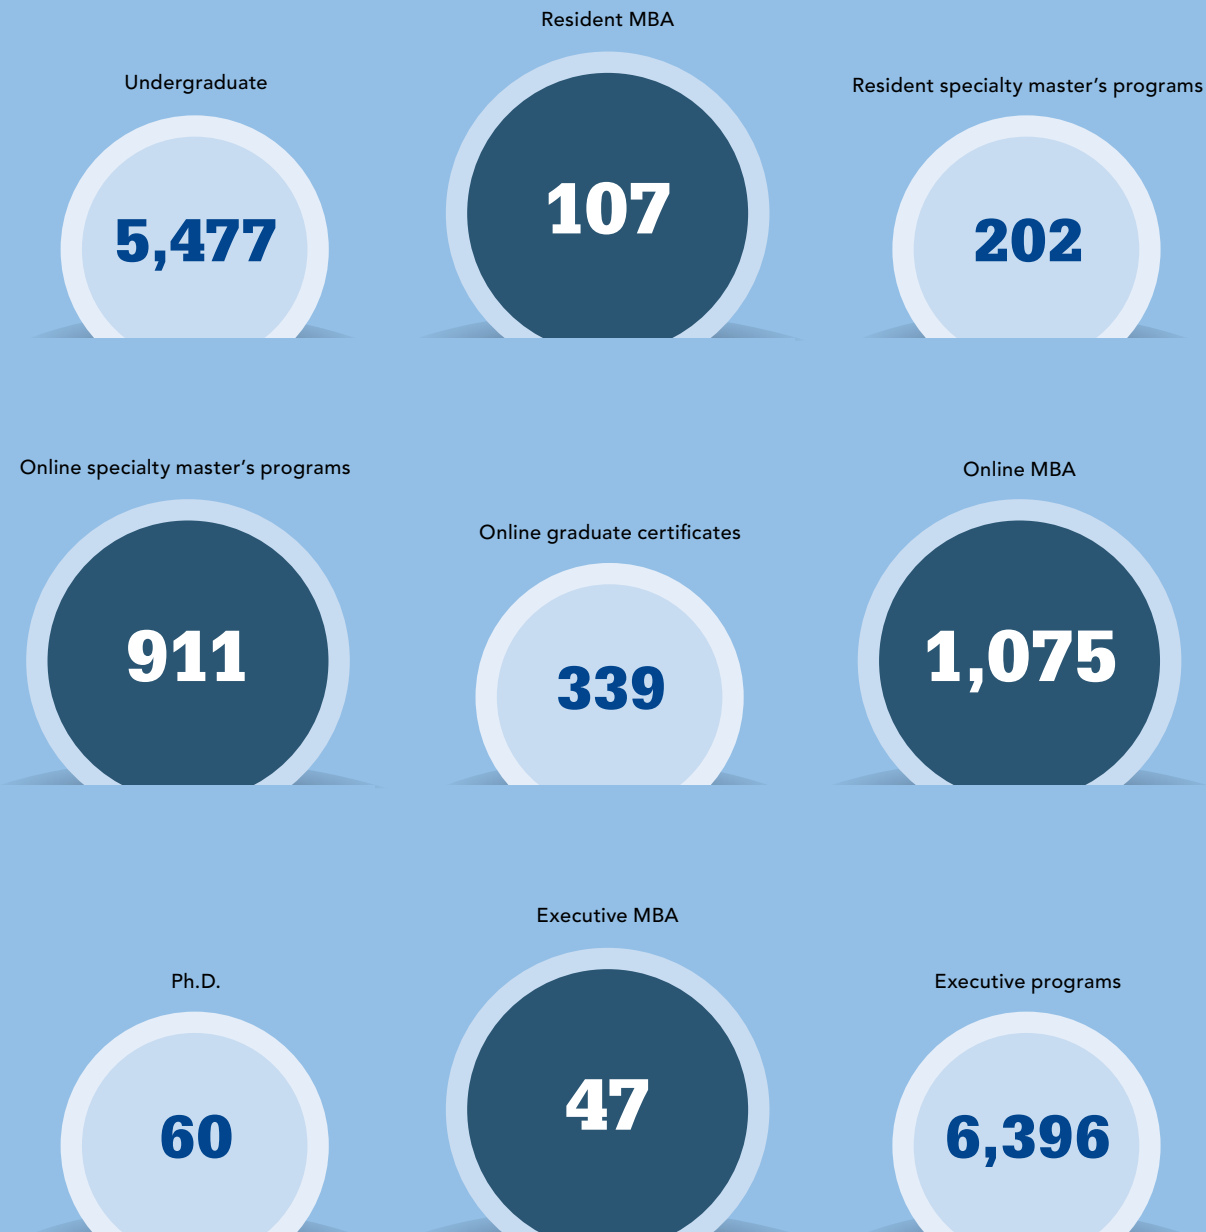 Undergraduate
5,477
Resident MBA
107
Resident specialty master’s programs
202
Online specialty master’s programs
911
Online graduate certificates
339
Online MBA
1,075
Ph.D.
60
Executive MBA
47
Executive programs
6,396